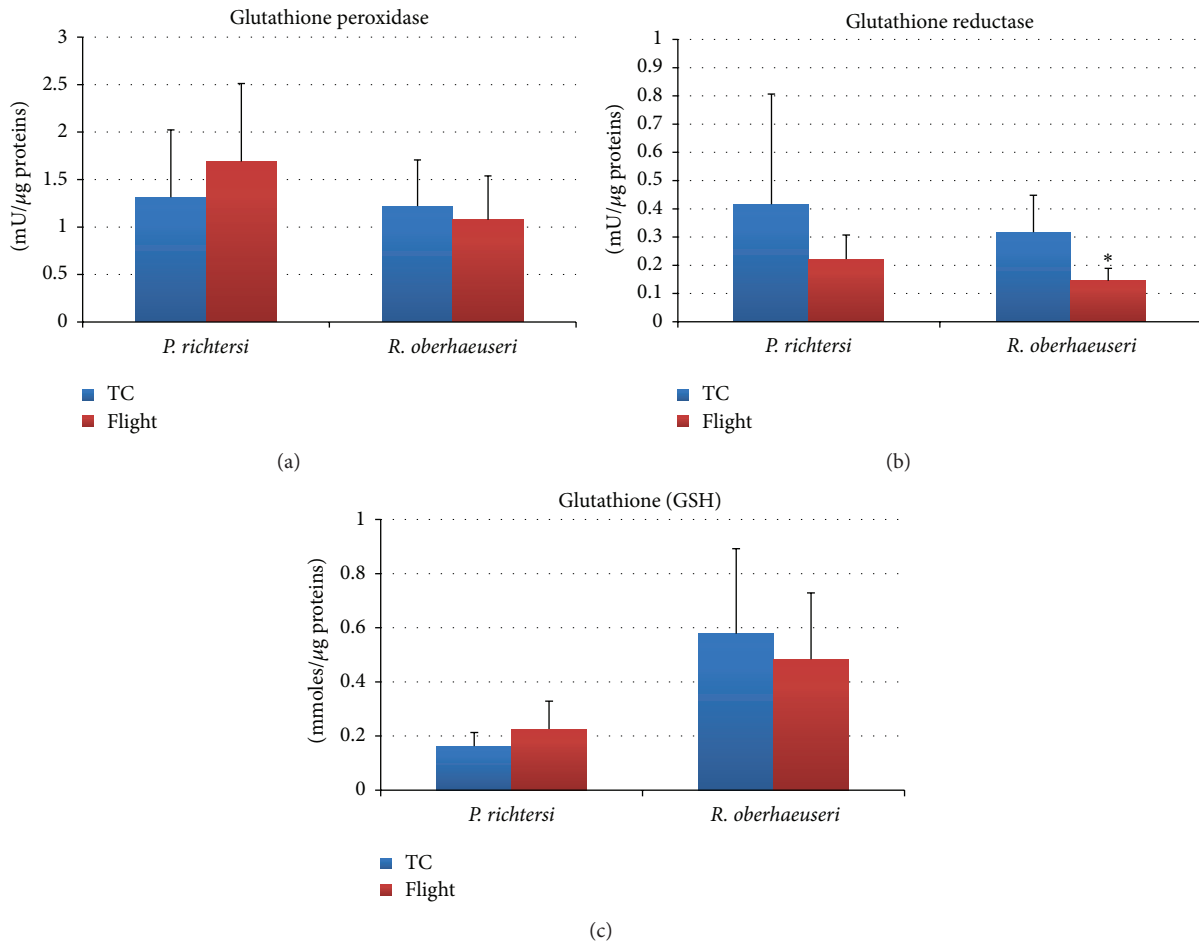 Glutathione peroxidase
3
2.5
2
1.5
1
0.5
0
(mU/μg proteins)
P. richtersi
R. oberhaeuseri
TC
Flight
(a)
Glutathione reductase
1
0.9
0.8
0.7
0.6
0.5
0.4
0.3
0.2
0.1
0
(mU/μg proteins)
*
P. richtersi
R. oberhaeuseri
TC
Flight
(b)
Glutathione (GSH)
1
0.8
0.6
0.4
0.2
0
(mmoles/μg proteins)
P. richtersi
R. oberhaeuseri
TC
Flight
(c)